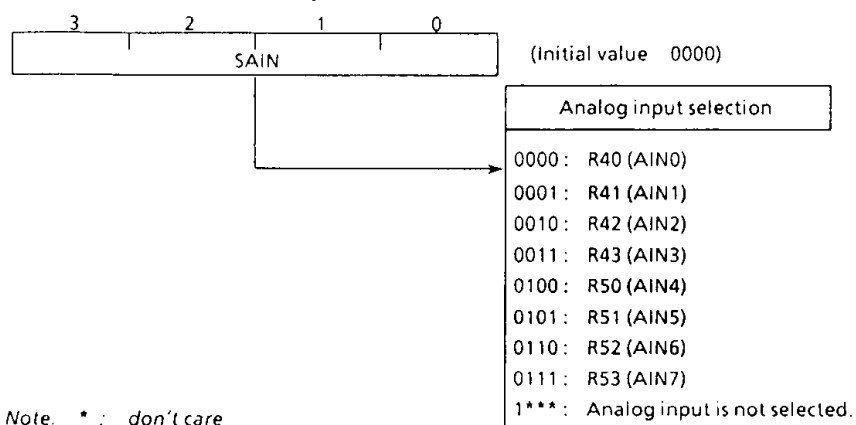 3 2 1 0
SAIN
(Initial value 0000)
Analog input selection
0000 : R40 (AIN0)
0001 : R41 (AIN1)
0010 : R42 (AIN2)
0011 : R43 (AIN3)
0100 : R50 (AIN4)
0101 : R51 (AIN5)
0110 : R52 (AIN6)
0111 : R53 (AIN7)
1*** : Analog input is not selected.
Note. * : don't care